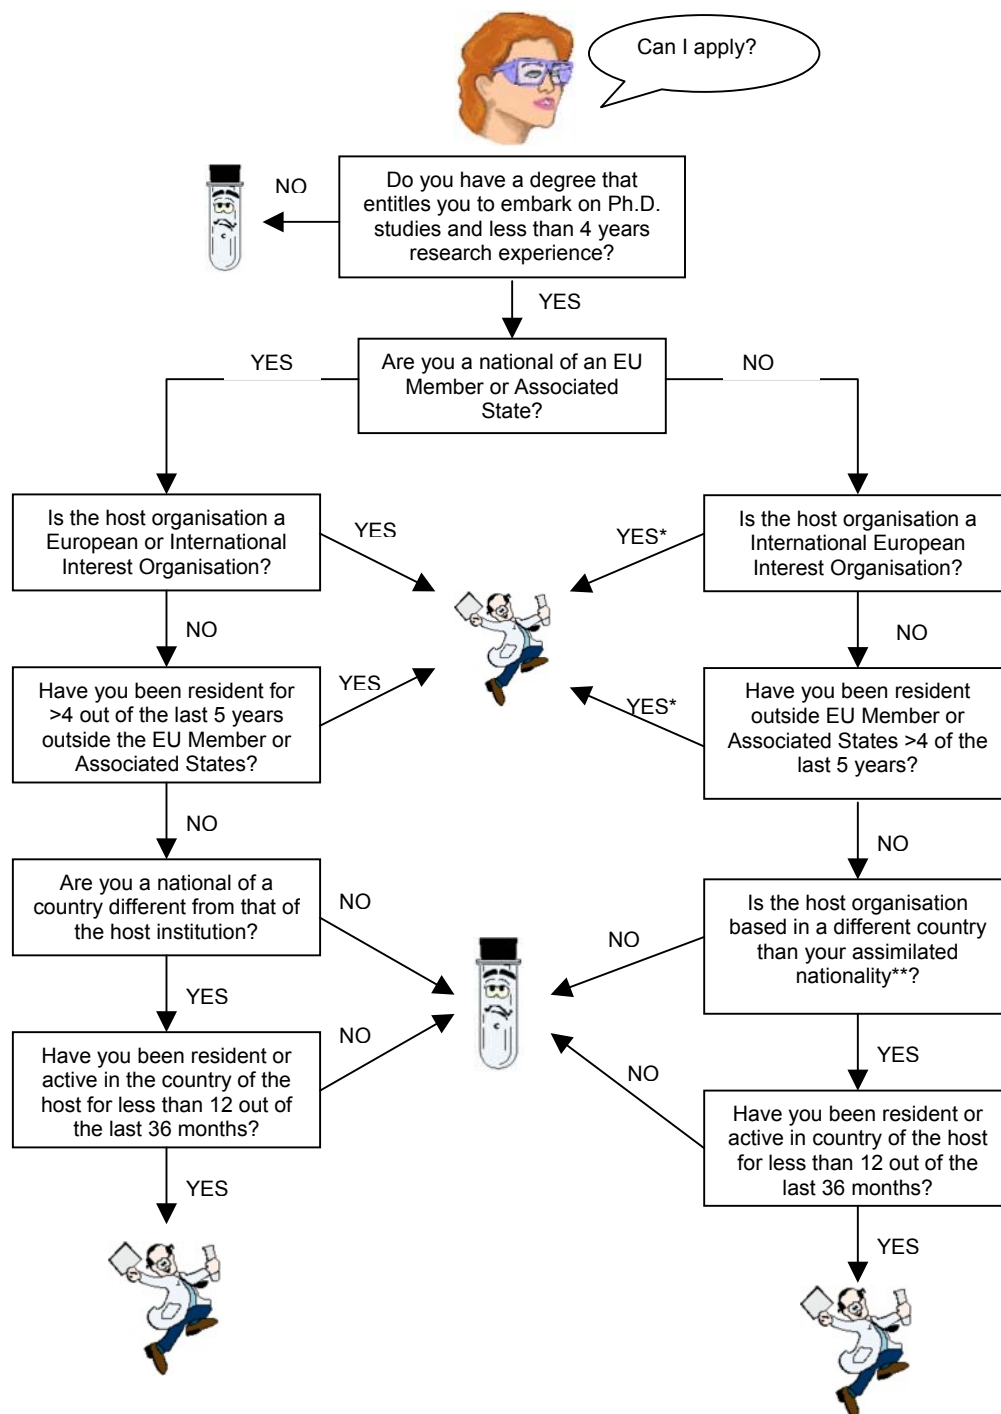 Can I apply?
NO
Do you have a degree that
entitles you to embark on Ph.D.
studies and less than 4 years
research experience?
YES
YES
Are you a national of an EU
Member or Associated
State?
NO
Is the host organisation a
European or International
Interest Organisation?
YES
YES*
Is the host organisation a
International European
Interest Organisation?
NO
NO
Have you been resident for
>4 out of the last 5 years
outside the EU Member or
Associated States?
YES
YES*
Have you been resident
outside EU Member or
Associated States >4 of the
last 5 years?
NO
NO
Are you a national of a
country different from that of
the host institution?
NO
NO
Is the host organisation
based in a different country
than your assimilated
nationality**?
YES
YES
Have you been resident or
active in the country of the
host for less than 12 out of
the last 36 months?
NO
NO
Have you been resident or
active in country of the host
for less than 12 out of the
last 36 months?
YES
YES